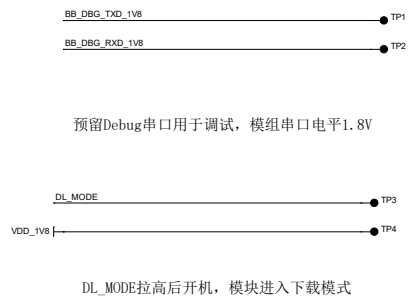 BB_DBG_TXD_1V8 TP1
BB_DBG_RXD_1V8 TP2
预留Debug串口用于调试，模组串口电平1.8V
DL_MODE TP3
VDD_1V8 TP4
DL_MODE拉高后开机，模块进入下载模式